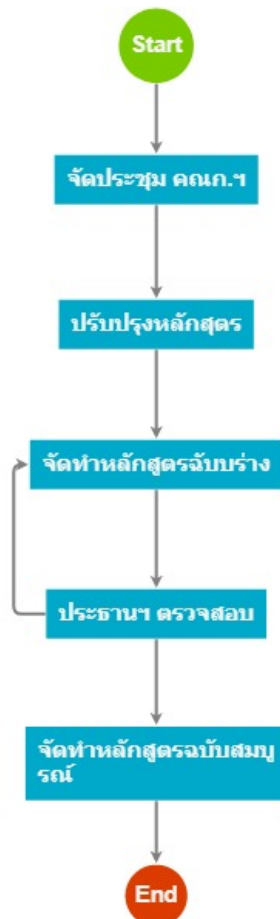 Start
จัดประชุม คณก.ฯ
ปรับปรุงหลักสูตร
จัดทำหลักสูตรฉับบร่าง
ประธานฯ ตรวจสอบ
จัดทำหลักสูตรฉบับสมบู
รณ์
End